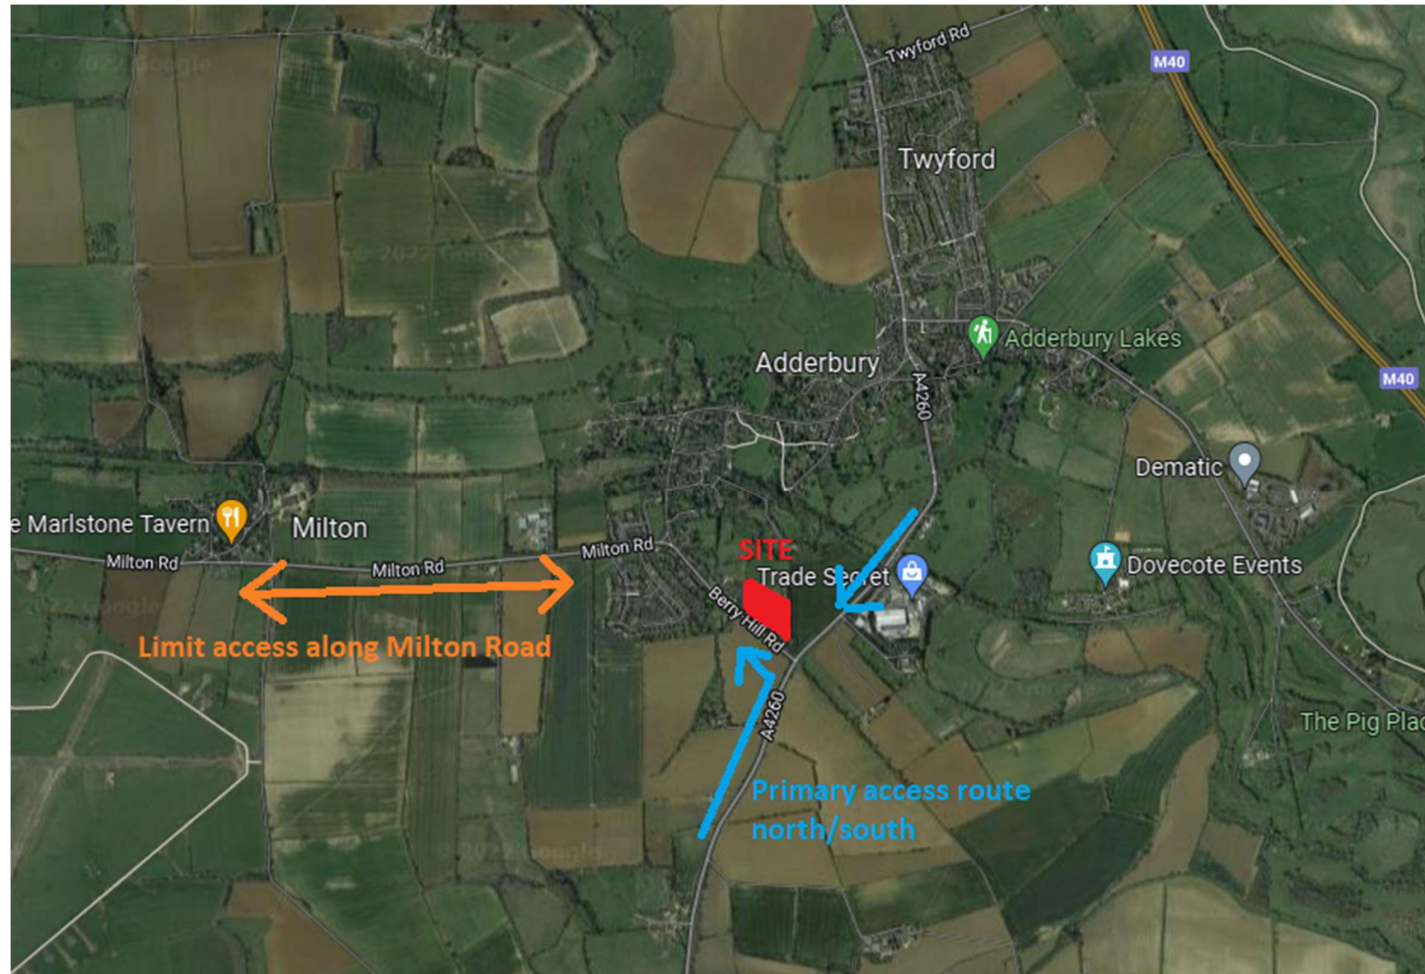 © 2022 Google
M40
Twyford Rd
Twyford
Adderbury Lakes
Adderbury
M40
A4260
Dematic
e Marlstone Tavern
Milton
Milton Rd
Milton Rd
Milton Rd
SITE
Trade Secret
Dovecote Events
Berry Hill Rd
Limit access along Milton Road
A4260
The Pig Plac
Primary access route
north/south